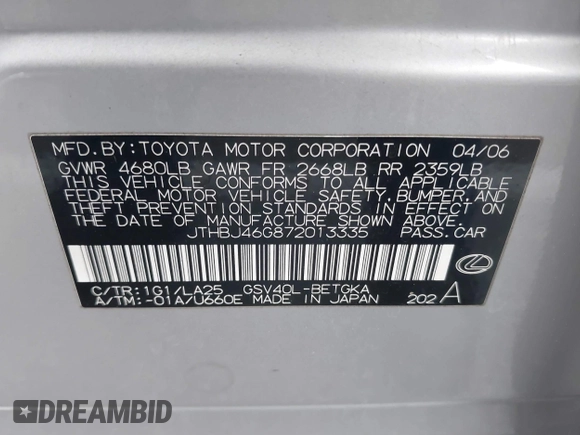 MFD.BY:TOYOTA MOTOR CORPORATION 04/06
GVWR 4680LB GAWR FR 2668LB RR 2359LB
THIS VEHICLE CONFORMS TO ALL APPLICABLE
FEDERAL MOTOR VEHICLE SAFETY,BUMPER,AND
THEFT PREVENTION STANDARDS IN EFFECT ON
THE DATE OF MANUFACTURE SHOWN ABOVE.
JTHBJ46G872013335 PASS.CAR
C/TR:1G1/LA25 GSV40L-BETGKA
A/TM:-01A/U660E MADE IN JAPAN 202 A
DREAMBID